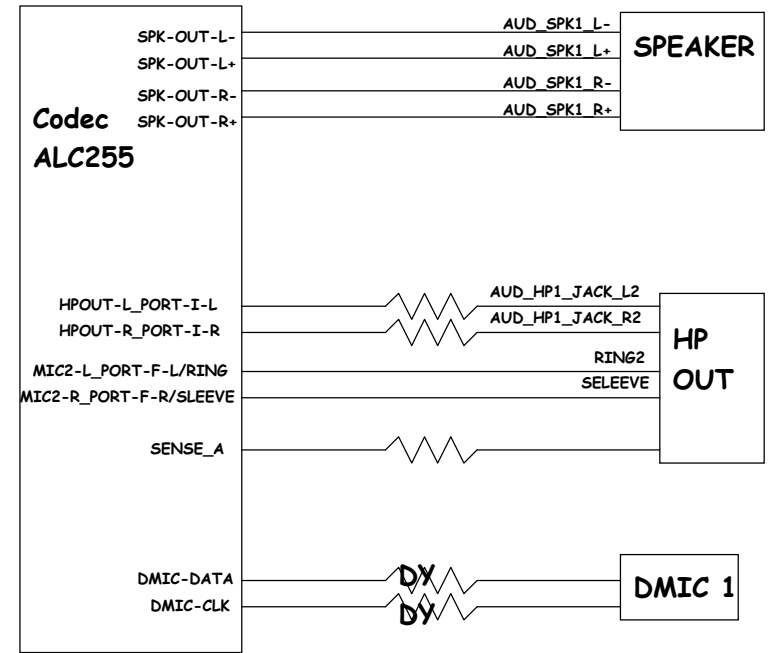 SPK-OUT-L-
AUD_SPK1_L-
SPEAKER
SPK-OUT-L+
AUD_SPK1_L+
SPK-OUT-R-
AUD_SPK1_R-
Codec
SPK-OUT-R+
AUD_SPK1_R+
ALC255
HPOUT-L_PORT-I-L
AUD_HP1_JACK_L2
HPOUT-R_PORT-I-R
AUD_HP1_JACK_R2
HP
OUT
MIC2-L_PORT-F-L/RING
RING2
MIC2-R_PORT-F-R/SLEEVE
SELEEVE
SENSE_A
DMIC-DATA
DY
DMIC 1
DMIC-CLK
DY